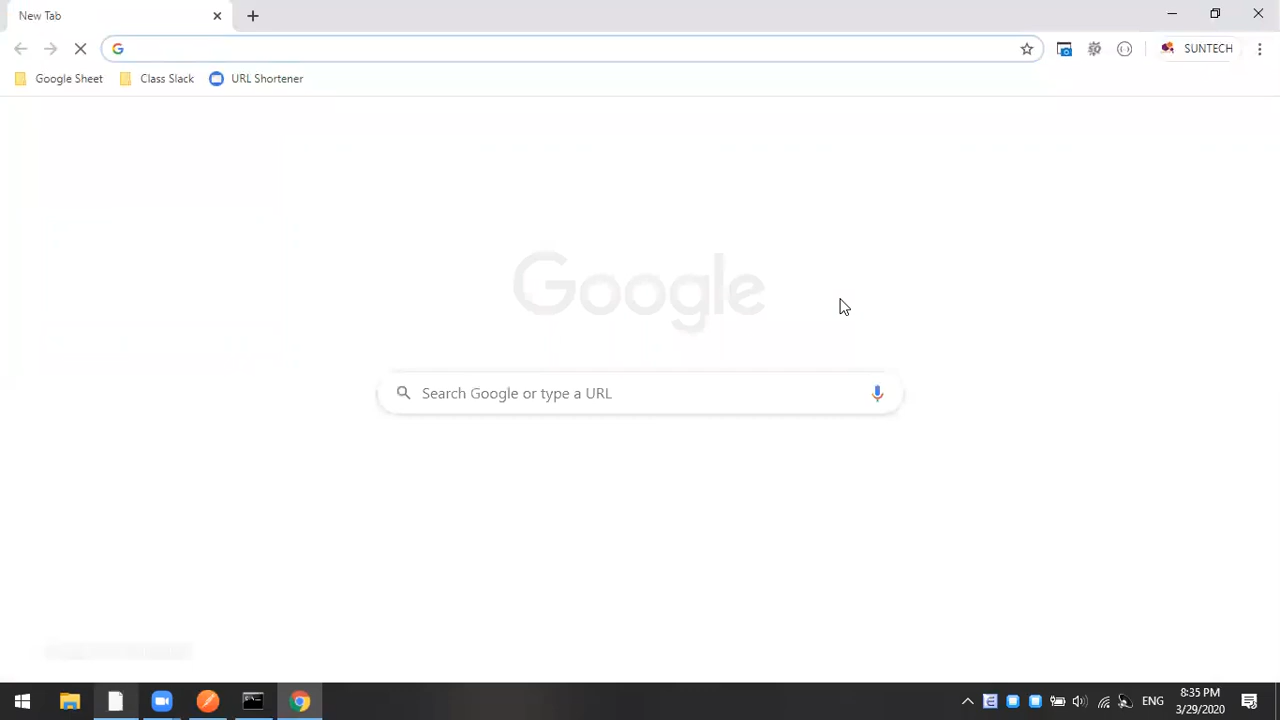 New Tab
Google Sheet Class Slack URL Shortener
SUNTECH
Google
Search Google or type a URL
ENG
8:35 PM
3/29/2020